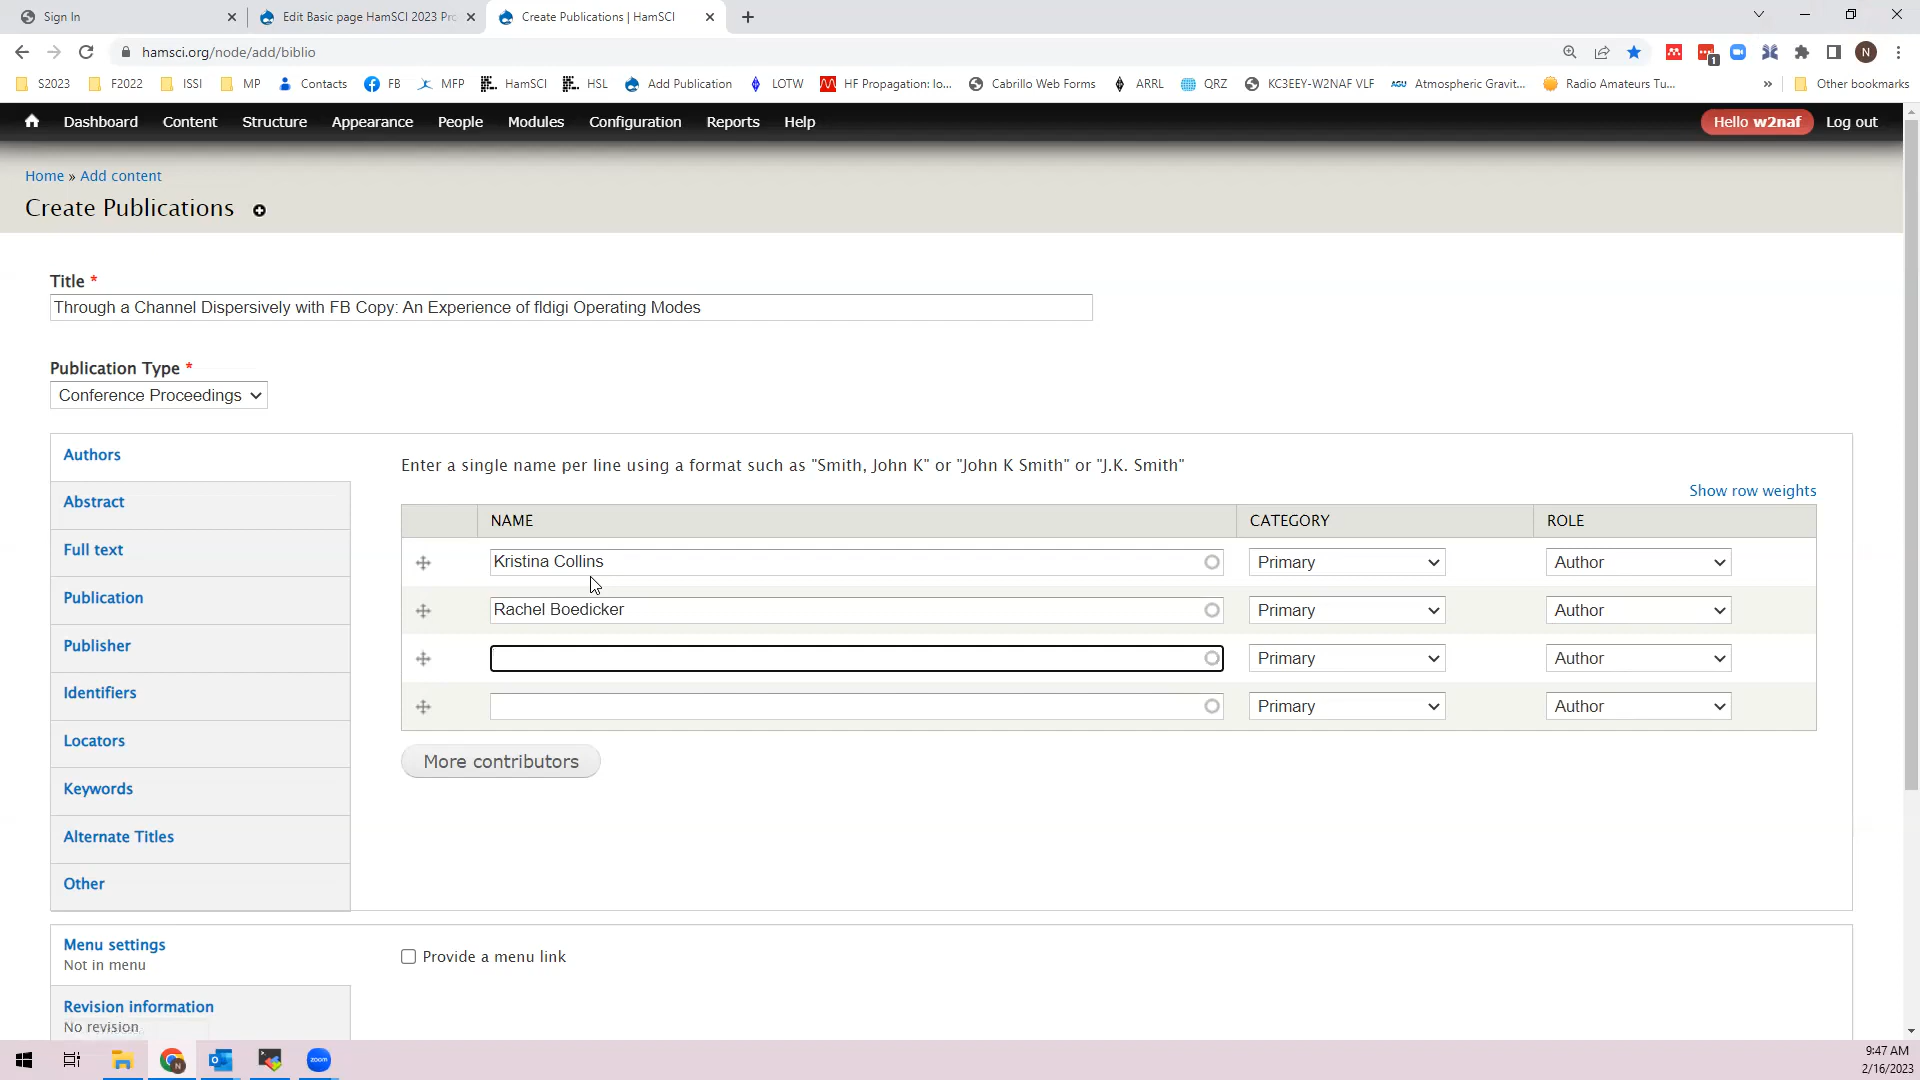 Sign In
Edit Basic page HamSCI 2023 Pro
Create Publications | HamSCI
hamsci.org/node/add/biblio
1
N
S2023
F2022
ISSI
MP
Contacts
FB
MFP
HamSCI
HSL
Add Publication
LOTW
HF Propagation: Io...
Cabrillo Web Forms
ARRL
QRZ
KC3EEY-W2NAF VLF
AGU
Atmospheric Gravit...
Radio Amateurs Tu...
»
Other bookmarks
Dashboard
Content
Structure
Appearance
People
Modules
Configuration
Reports
Help
Hello w2naf
Log out
Home » Add content
Create Publications
Title *
Through a Channel Dispersively with FB Copy: An Experience of fldigi Operating Modes
Publication Type *
Conference Proceedings
Authors
Abstract
Full text
Publication
Publisher
Identifiers
Locators
Keywords
Alternate Titles
Other
Enter a single name per line using a format such as "Smith, John K" or "John K Smith" or "J.K. Smith"
Show row weights
NAME
CATEGORY
ROLE
Kristina Collins
Primary
Author
Rachel Boedicker
Primary
Author
Primary
Author
Primary
Author
More contributors
Menu settings
Not in menu
Provide a menu link
Revision information
No revision
N
zoom
9:47 AM
2/16/2023